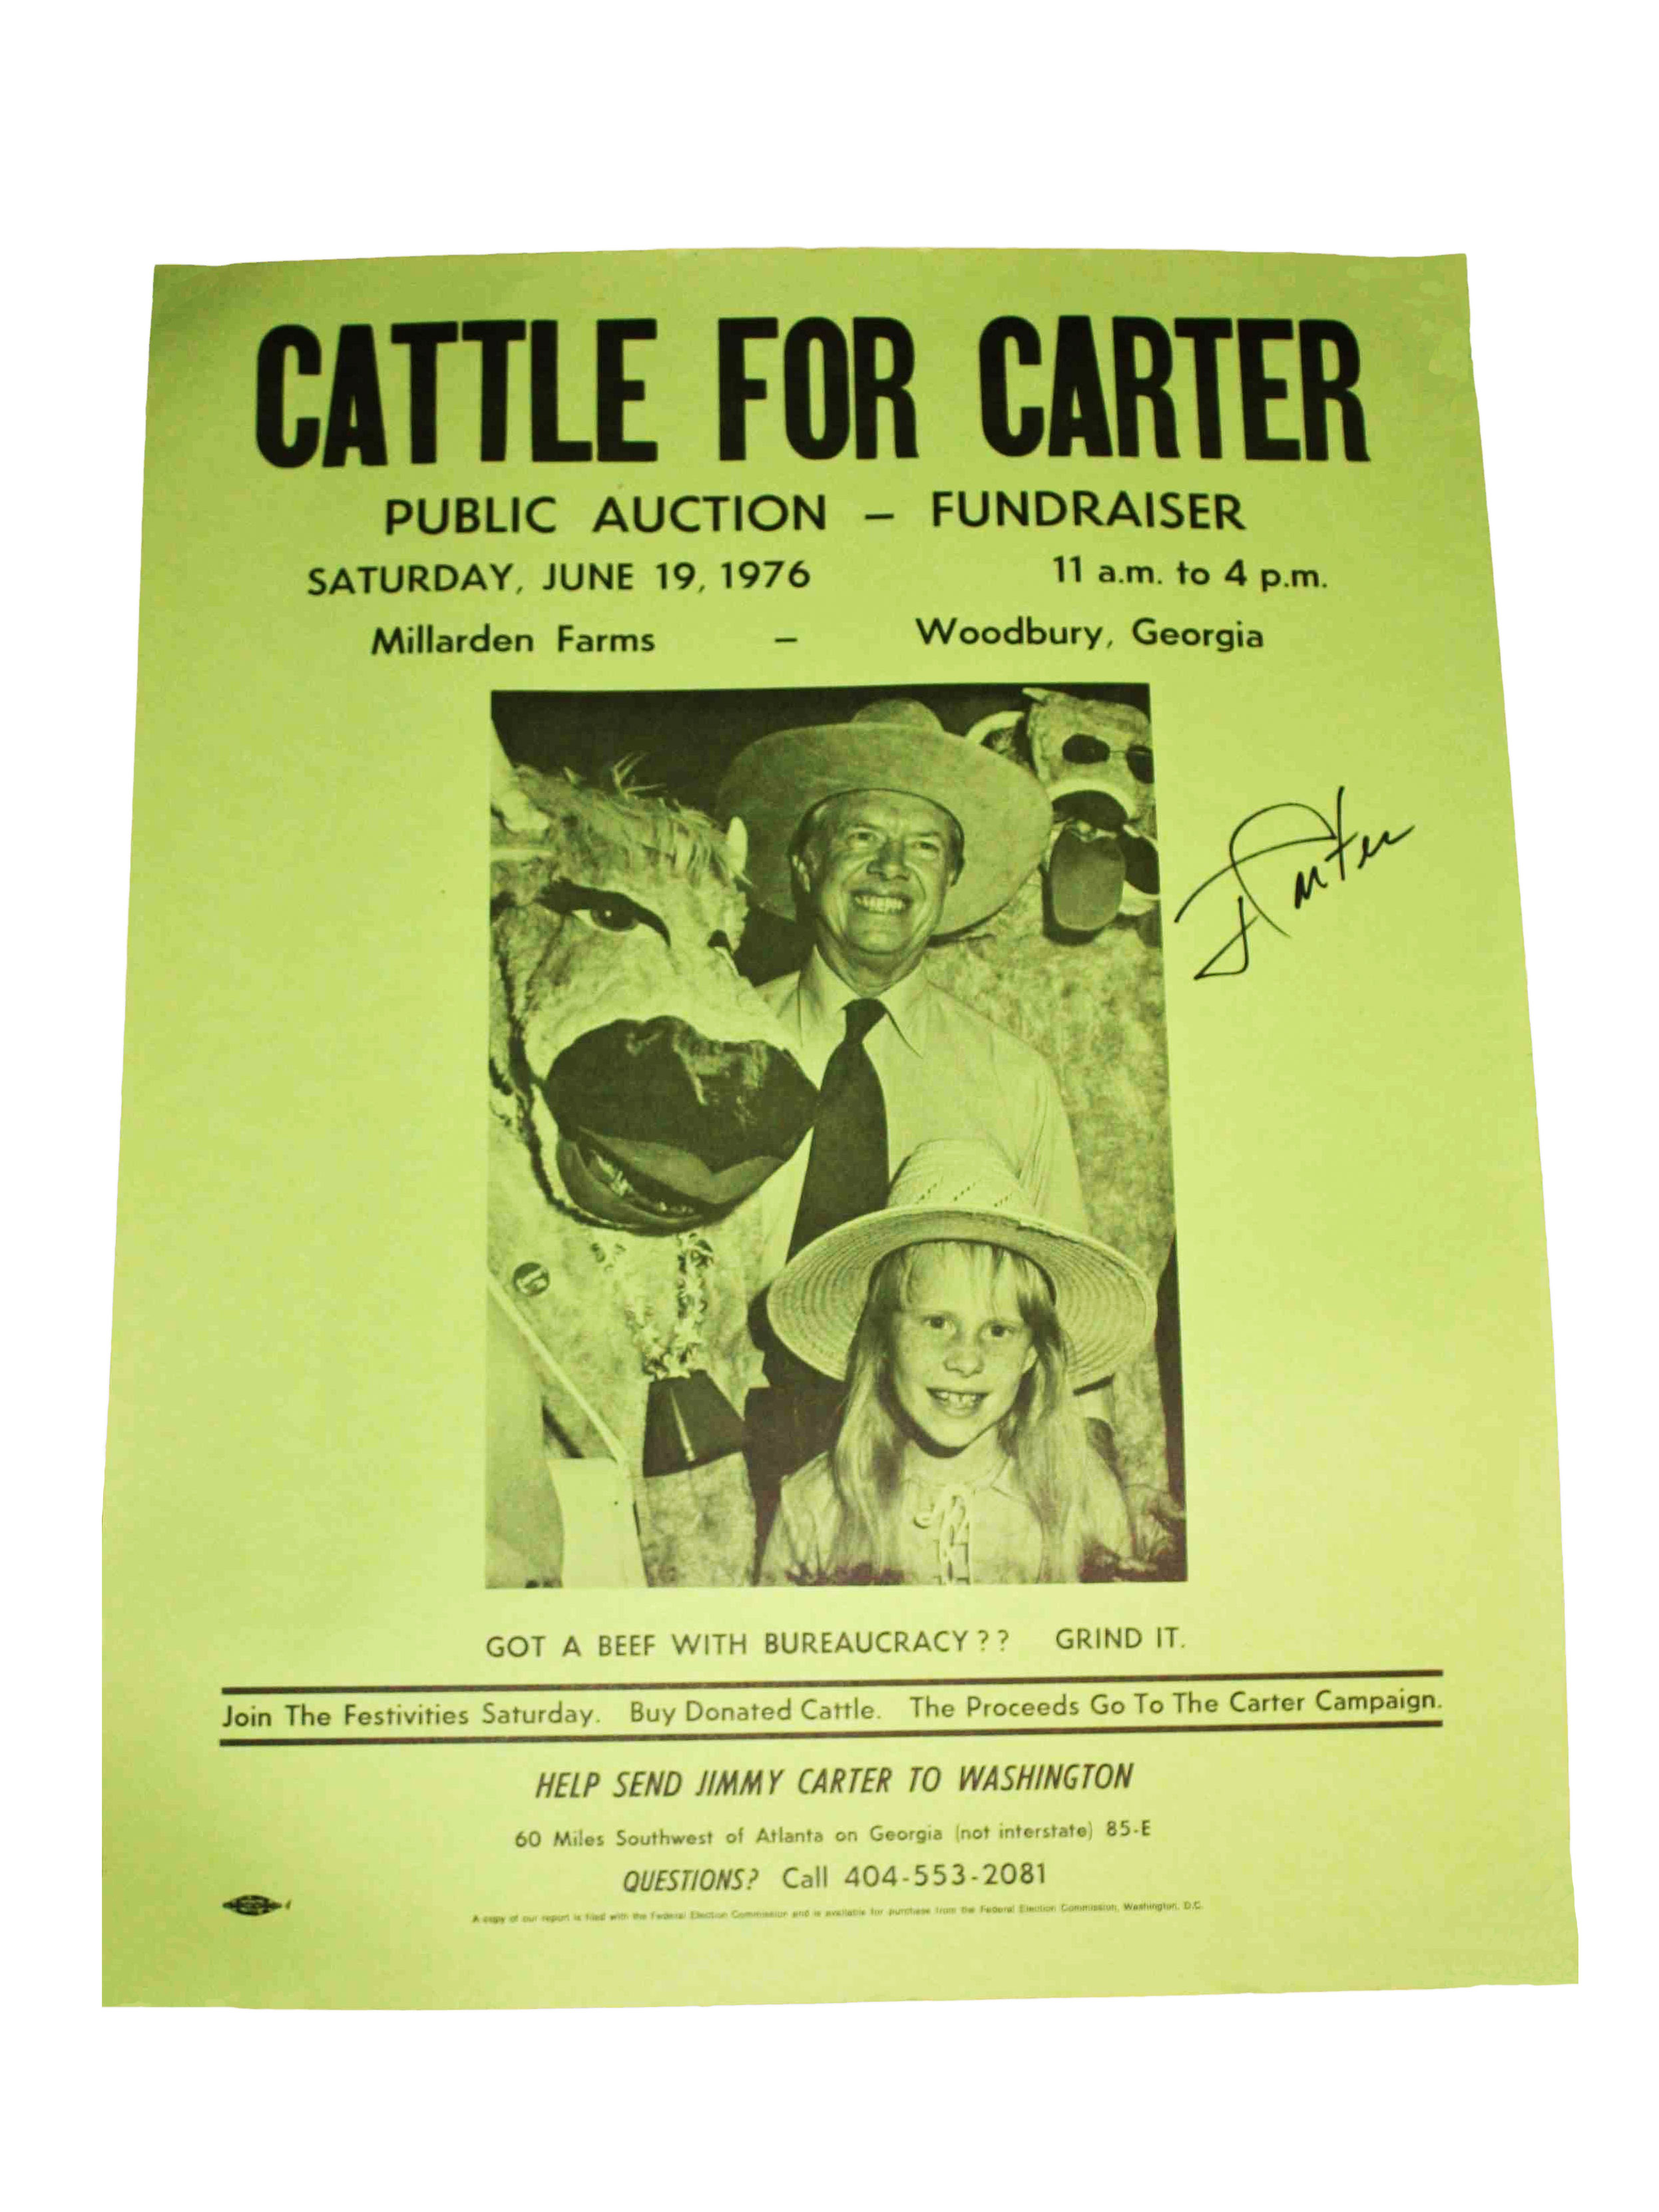 CATTLE FOR CARTER
PUBLIC AUCTION – FUNDRAISER
SATURDAY, JUNE 19, 1976 11 a.m. to 4 p.m.
Millarden Farms – Woodbury, Georgia
J Carter
GOT A BEEF WITH BUREAUCRACY?? GRIND IT.
Join The Festivities Saturday. Buy Donated Cattle. The Proceeds Go To The Carter Campaign.
HELP SEND JIMMY CARTER TO WASHINGTON
60 Miles Southwest of Atlanta on Georgia (not interstate) 85-E
QUESTIONS? Call 404-553-2081
A copy of our report is filed with the Federal Election Commission and is available for purchase from the Federal Election Commission, Washington, D.C.